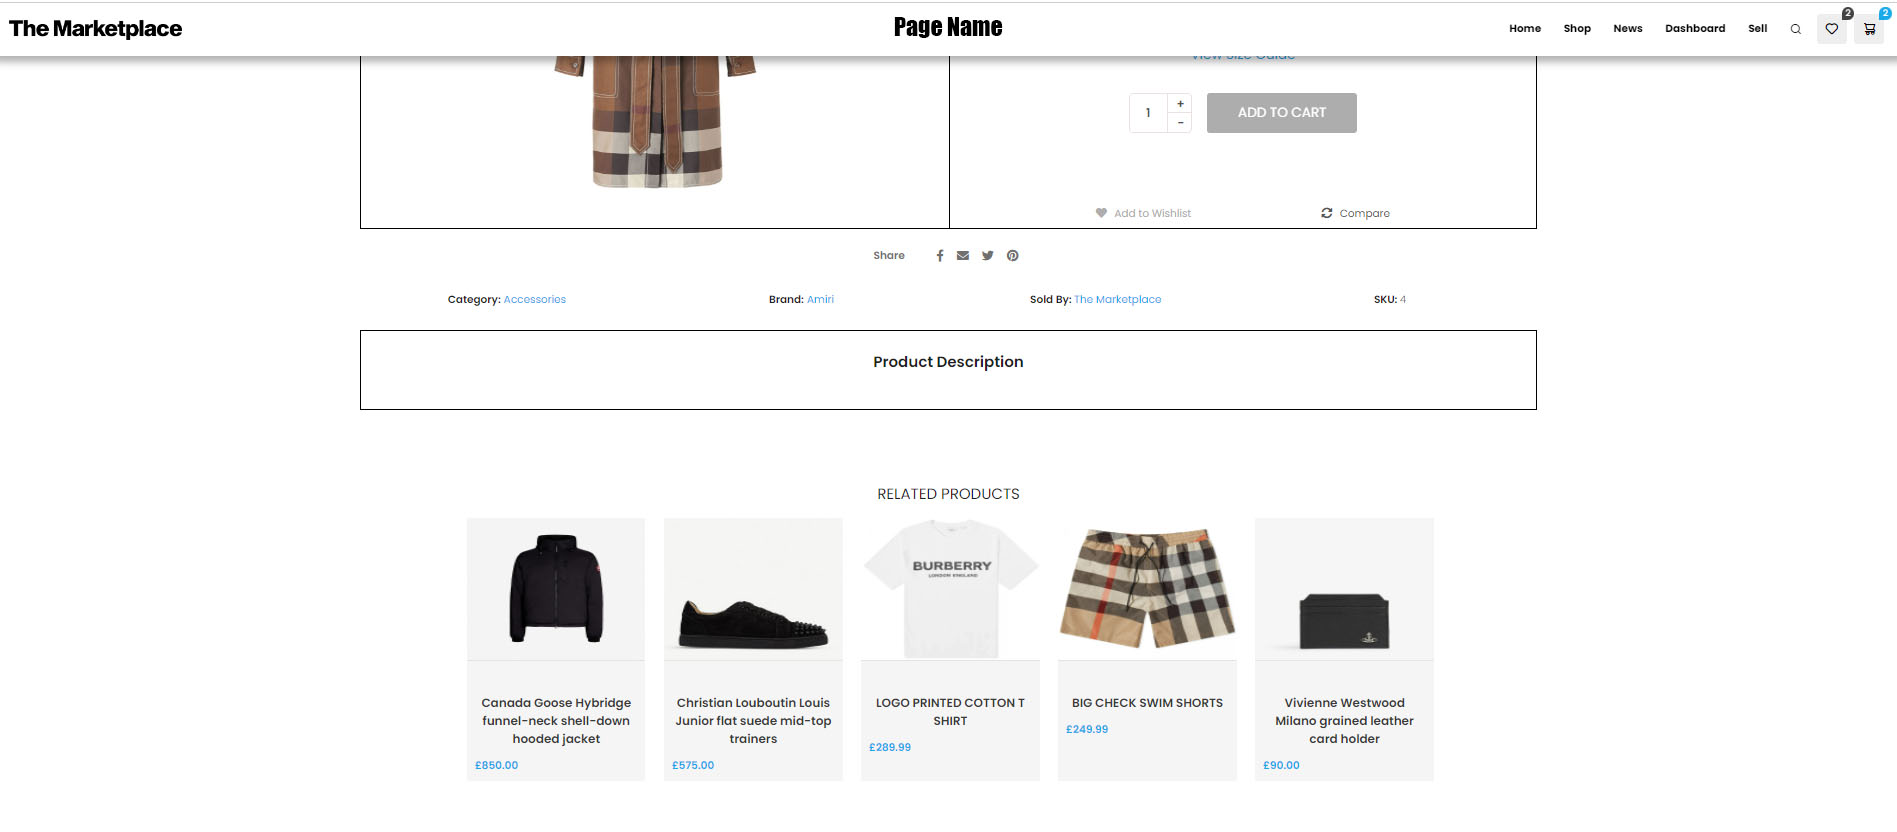 The Marketplace
Page Name
Home Shop News Dashboard Sell 2 2
View Size Guide
1 + -
ADD TO CART
Add to Wishlist Compare
Share
Category: Accessories Brand: Amiri Sold By: The Marketplace SKU: 4
Product Description
RELATED PRODUCTS
BURBERRY
LONDON ENGLAND
Canada Goose Hybridge
funnel-neck shell-down
hooded jacket
£850.00
Christian Louboutin Louis
Junior flat suede mid-top
trainers
£575.00
LOGO PRINTED COTTON T
SHIRT
£289.99
BIG CHECK SWIM SHORTS
£249.99
Vivienne Westwood
Milano grained leather
card holder
£90.00